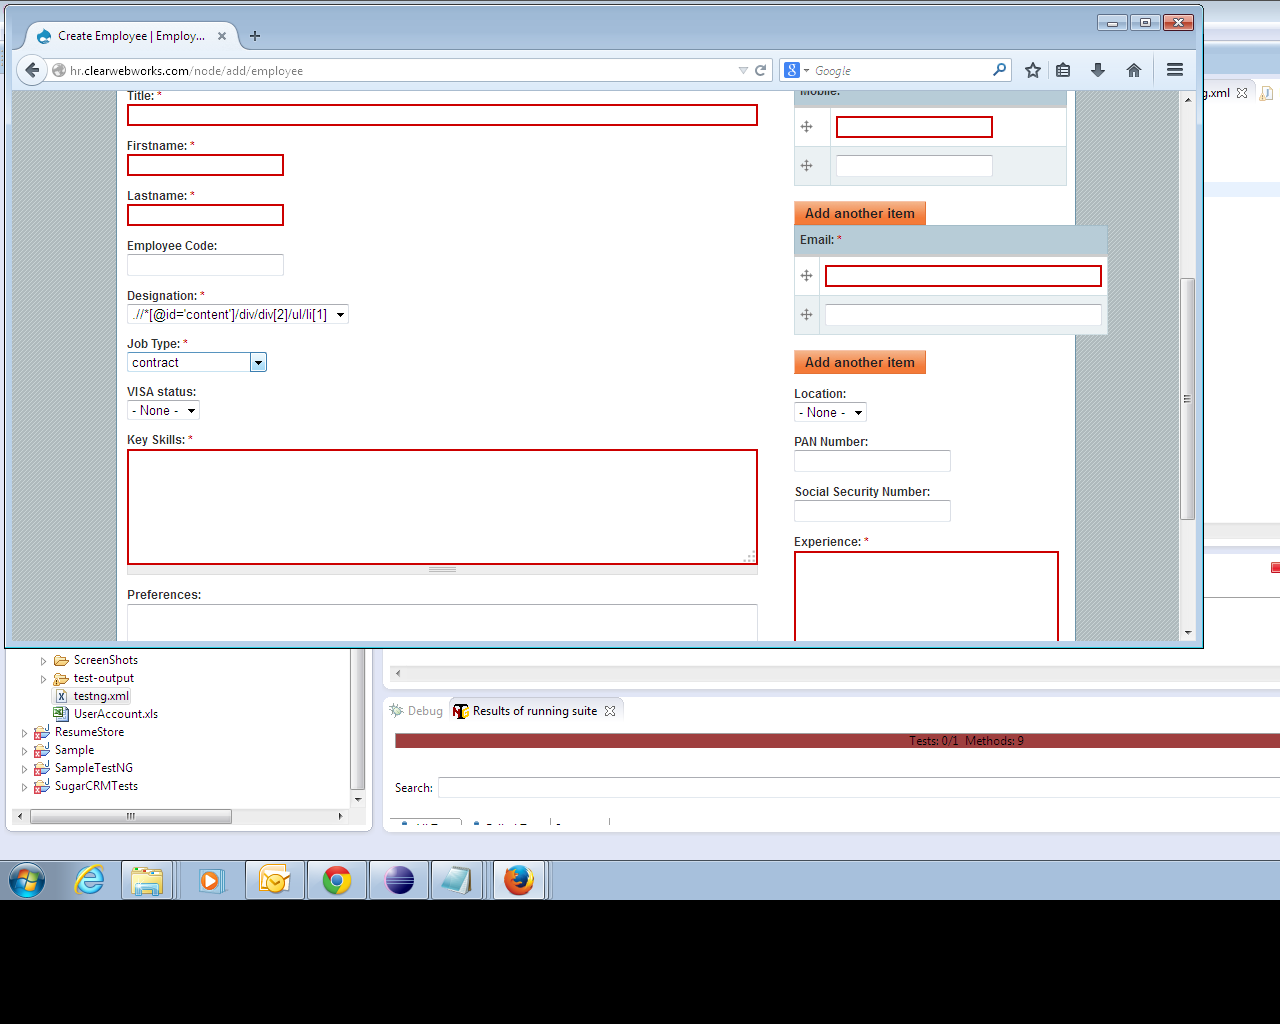 Create Employee | Employ...
hr.clearwebworks.com/node/add/employee
Google
Title: *
Firstname: *
Lastname: *
Employee Code:
Designation: *
.//*[@id='content']/div/div[2]/ul/li[1]
Job Type: *
contract
VISA status:
- None -
Key Skills: *
Preferences:
Mobile:
Add another item
Email: *
Add another item
Location:
- None -
PAN Number:
Social Security Number:
Experience: *
g.xml
ScreenShots
test-output
testng.xml
UserAccount.xls
ResumeStore
Sample
SampleTestNG
SugarCRMTests
Debug
Results of running suite
Tests: 0/1 Methods: 9
Search: